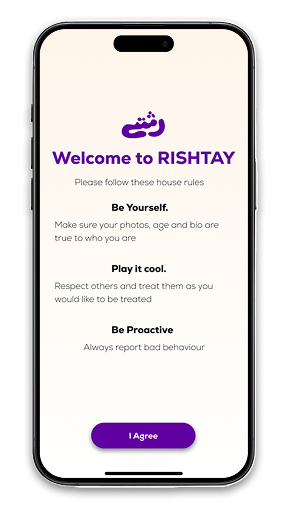 رشتے
Welcome to RISHTAY
Please follow these house rules
Be Yourself.
Make sure your photos, age and bio are
true to who you are
Play it cool.
Respect others and treat them as you
would like to be treated
Be Proactive
Always report bad behaviour
I Agree